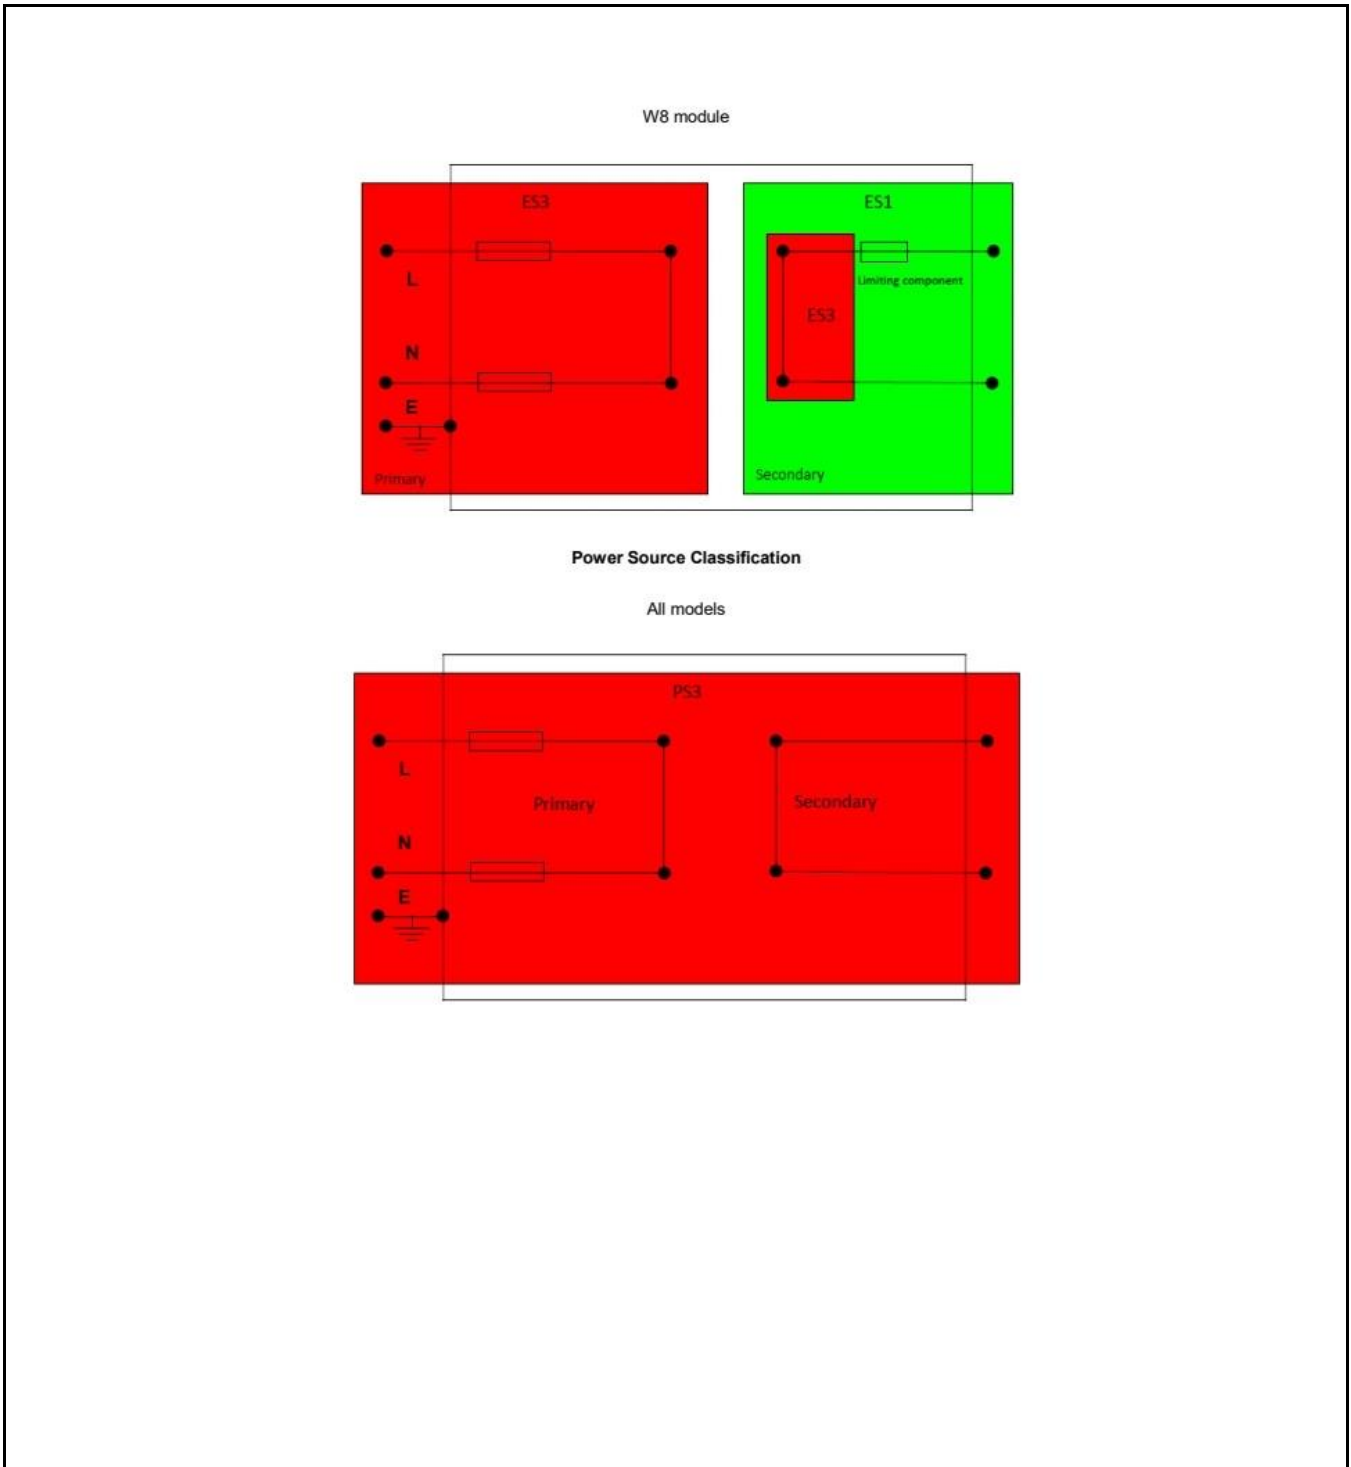 W8 module
ES3
ES1
L
Limiting component
ES3
N
E
Primary
Secondary
Power Source Classification
All models
PS3
L
Primary
Secondary
N
E